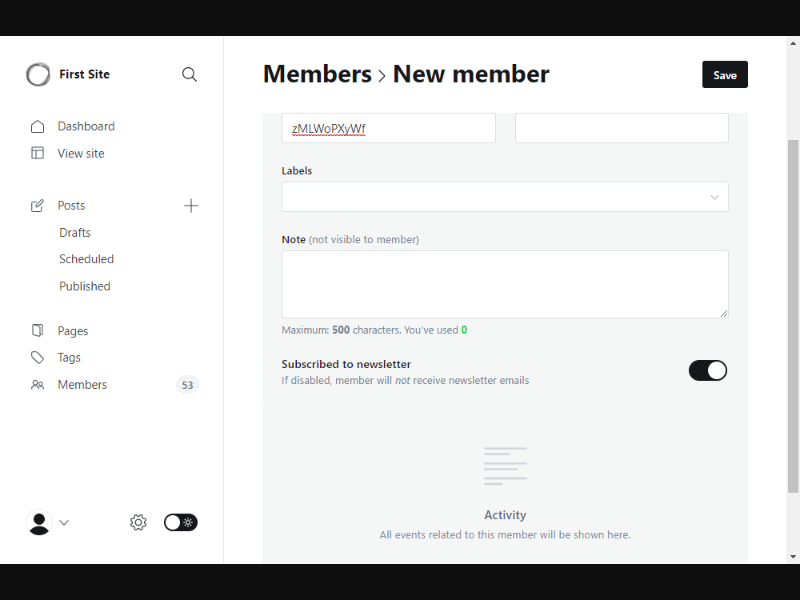 First Site
Members > New member
Save
Dashboard
View site
zMLWoPXyWf
Labels
Posts
Drafts
Scheduled
Published
Note (not visible to member)
Maximum: 500 characters. You've used 0
Pages
Tags
Members
53
Subscribed to newsletter
If disabled, member will not receive newsletter emails
Activity
All events related to this member will be shown here.